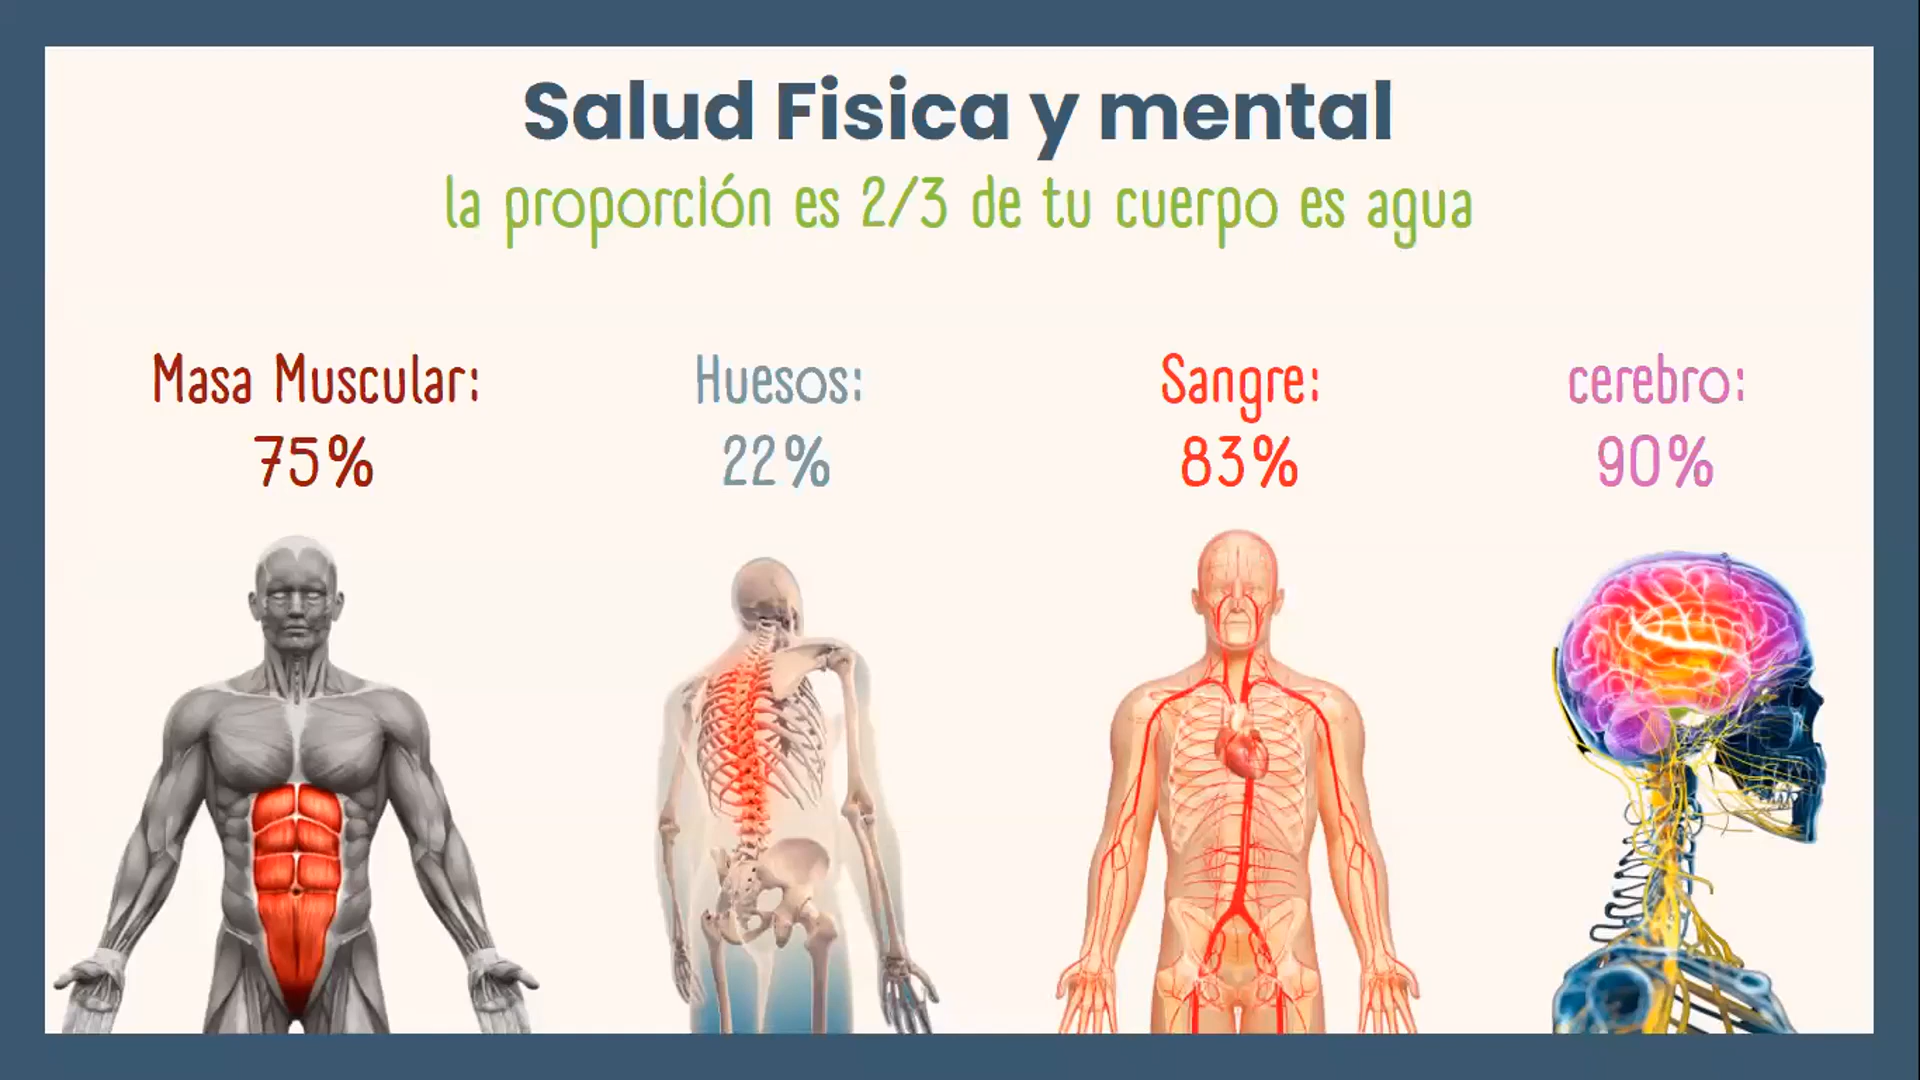 Salud Fisica y mental
la proporción es 2/3 de tu cuerpo es agua
Masa Muscular:
75%
Huesos:
22%
Sangre:
83%
cerebro:
90%